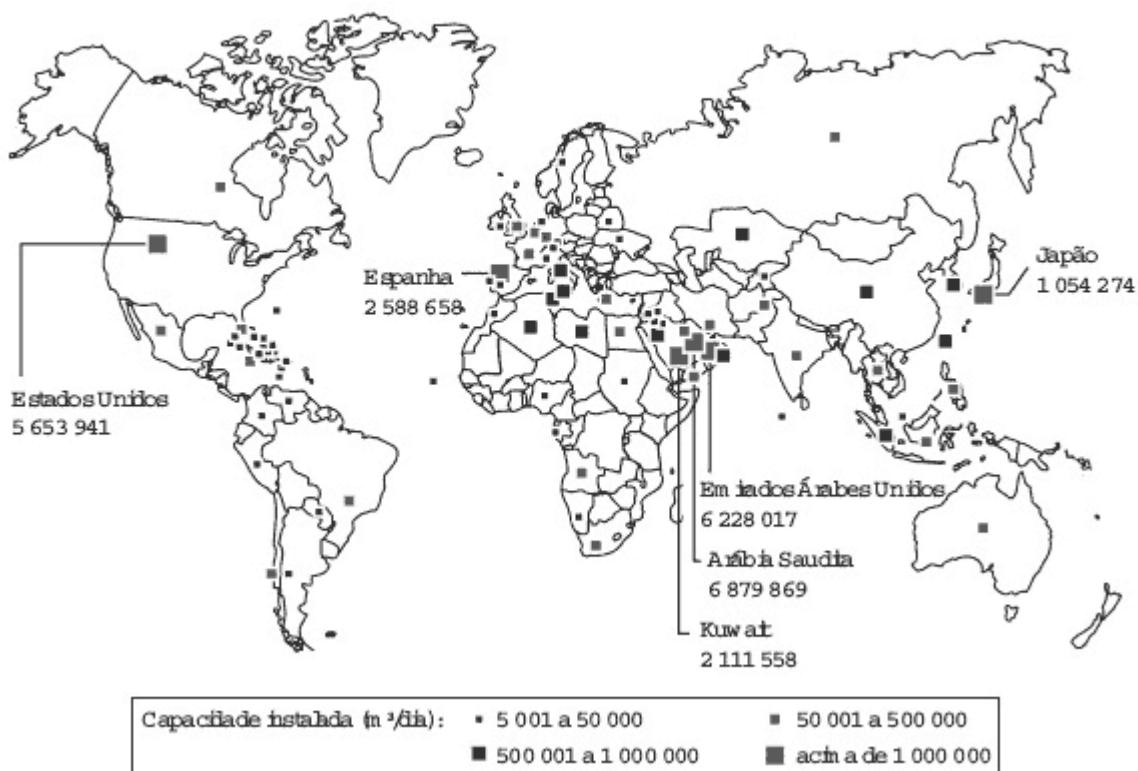 Espanha
2 588 658
Japão
1 054 274
Estados Unidos
5 653 941
Emirados Árabes Unidos
6 228 017
Arábia Saudita
6 879 869
Kuwait
2 111 558
Capacidade instalada (m³/dia):
5 001 a 50 000
50 001 a 500 000
500 001 a 1 000 000
acima de 1 000 000